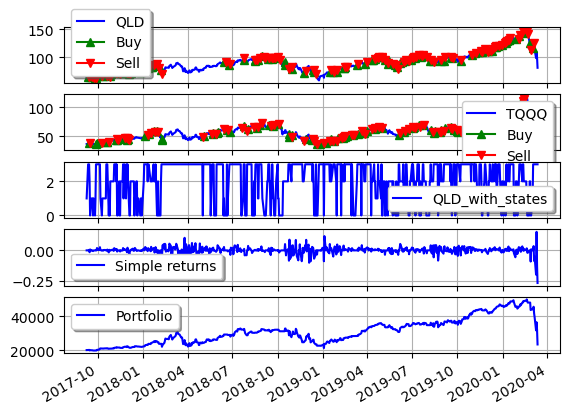 150
100
QLD
Buy
Sell
100
50
TQQQ
Buy
Sell
2
0
QLD_with_states
0.00
−0.25
Simple returns
40000
20000
Portfolio
2017-10 2018-01 2018-04 2018-07 2018-10 2019-01 2019-04 2019-07 2019-10 2020-01 2020-04